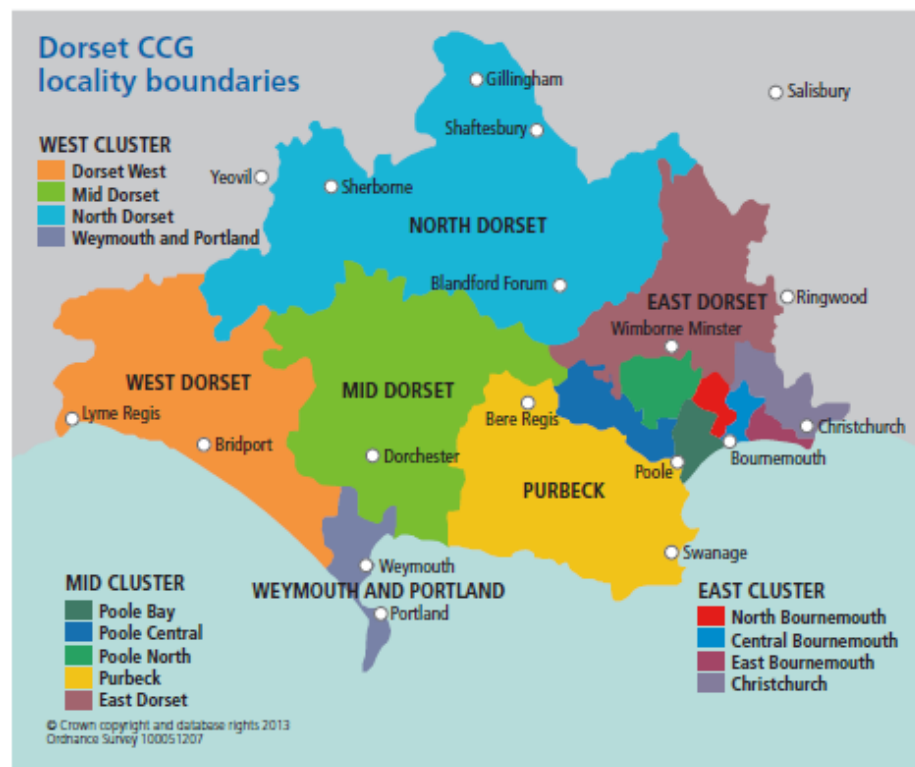 Dorset CCG
locality boundaries
WEST CLUSTER
Dorset West
Mid Dorset
North Dorset
Weymouth and Portland
Gillingham
Salisbury
Shaftesbury
Yeovil
Sherborne
NORTH DORSET
Blandford Forum
EAST DORSET
Ringwood
Wimborne Minster
WEST DORSET
MID DORSET
Lyme Regis
Bere Regis
Bridport
Dorchester
Christchurch
Bournemouth
Poole
PURBECK
Swanage
Weymouth
WEYMOUTH AND PORTLAND
Portland
MID CLUSTER
Poole Bay
Poole Central
Poole North
Purbeck
East Dorset
EAST CLUSTER
North Bournemouth
Central Bournemouth
East Bournemouth
Christchurch
© Crown copyright and database rights 2013
Ordnance Survey 100051207